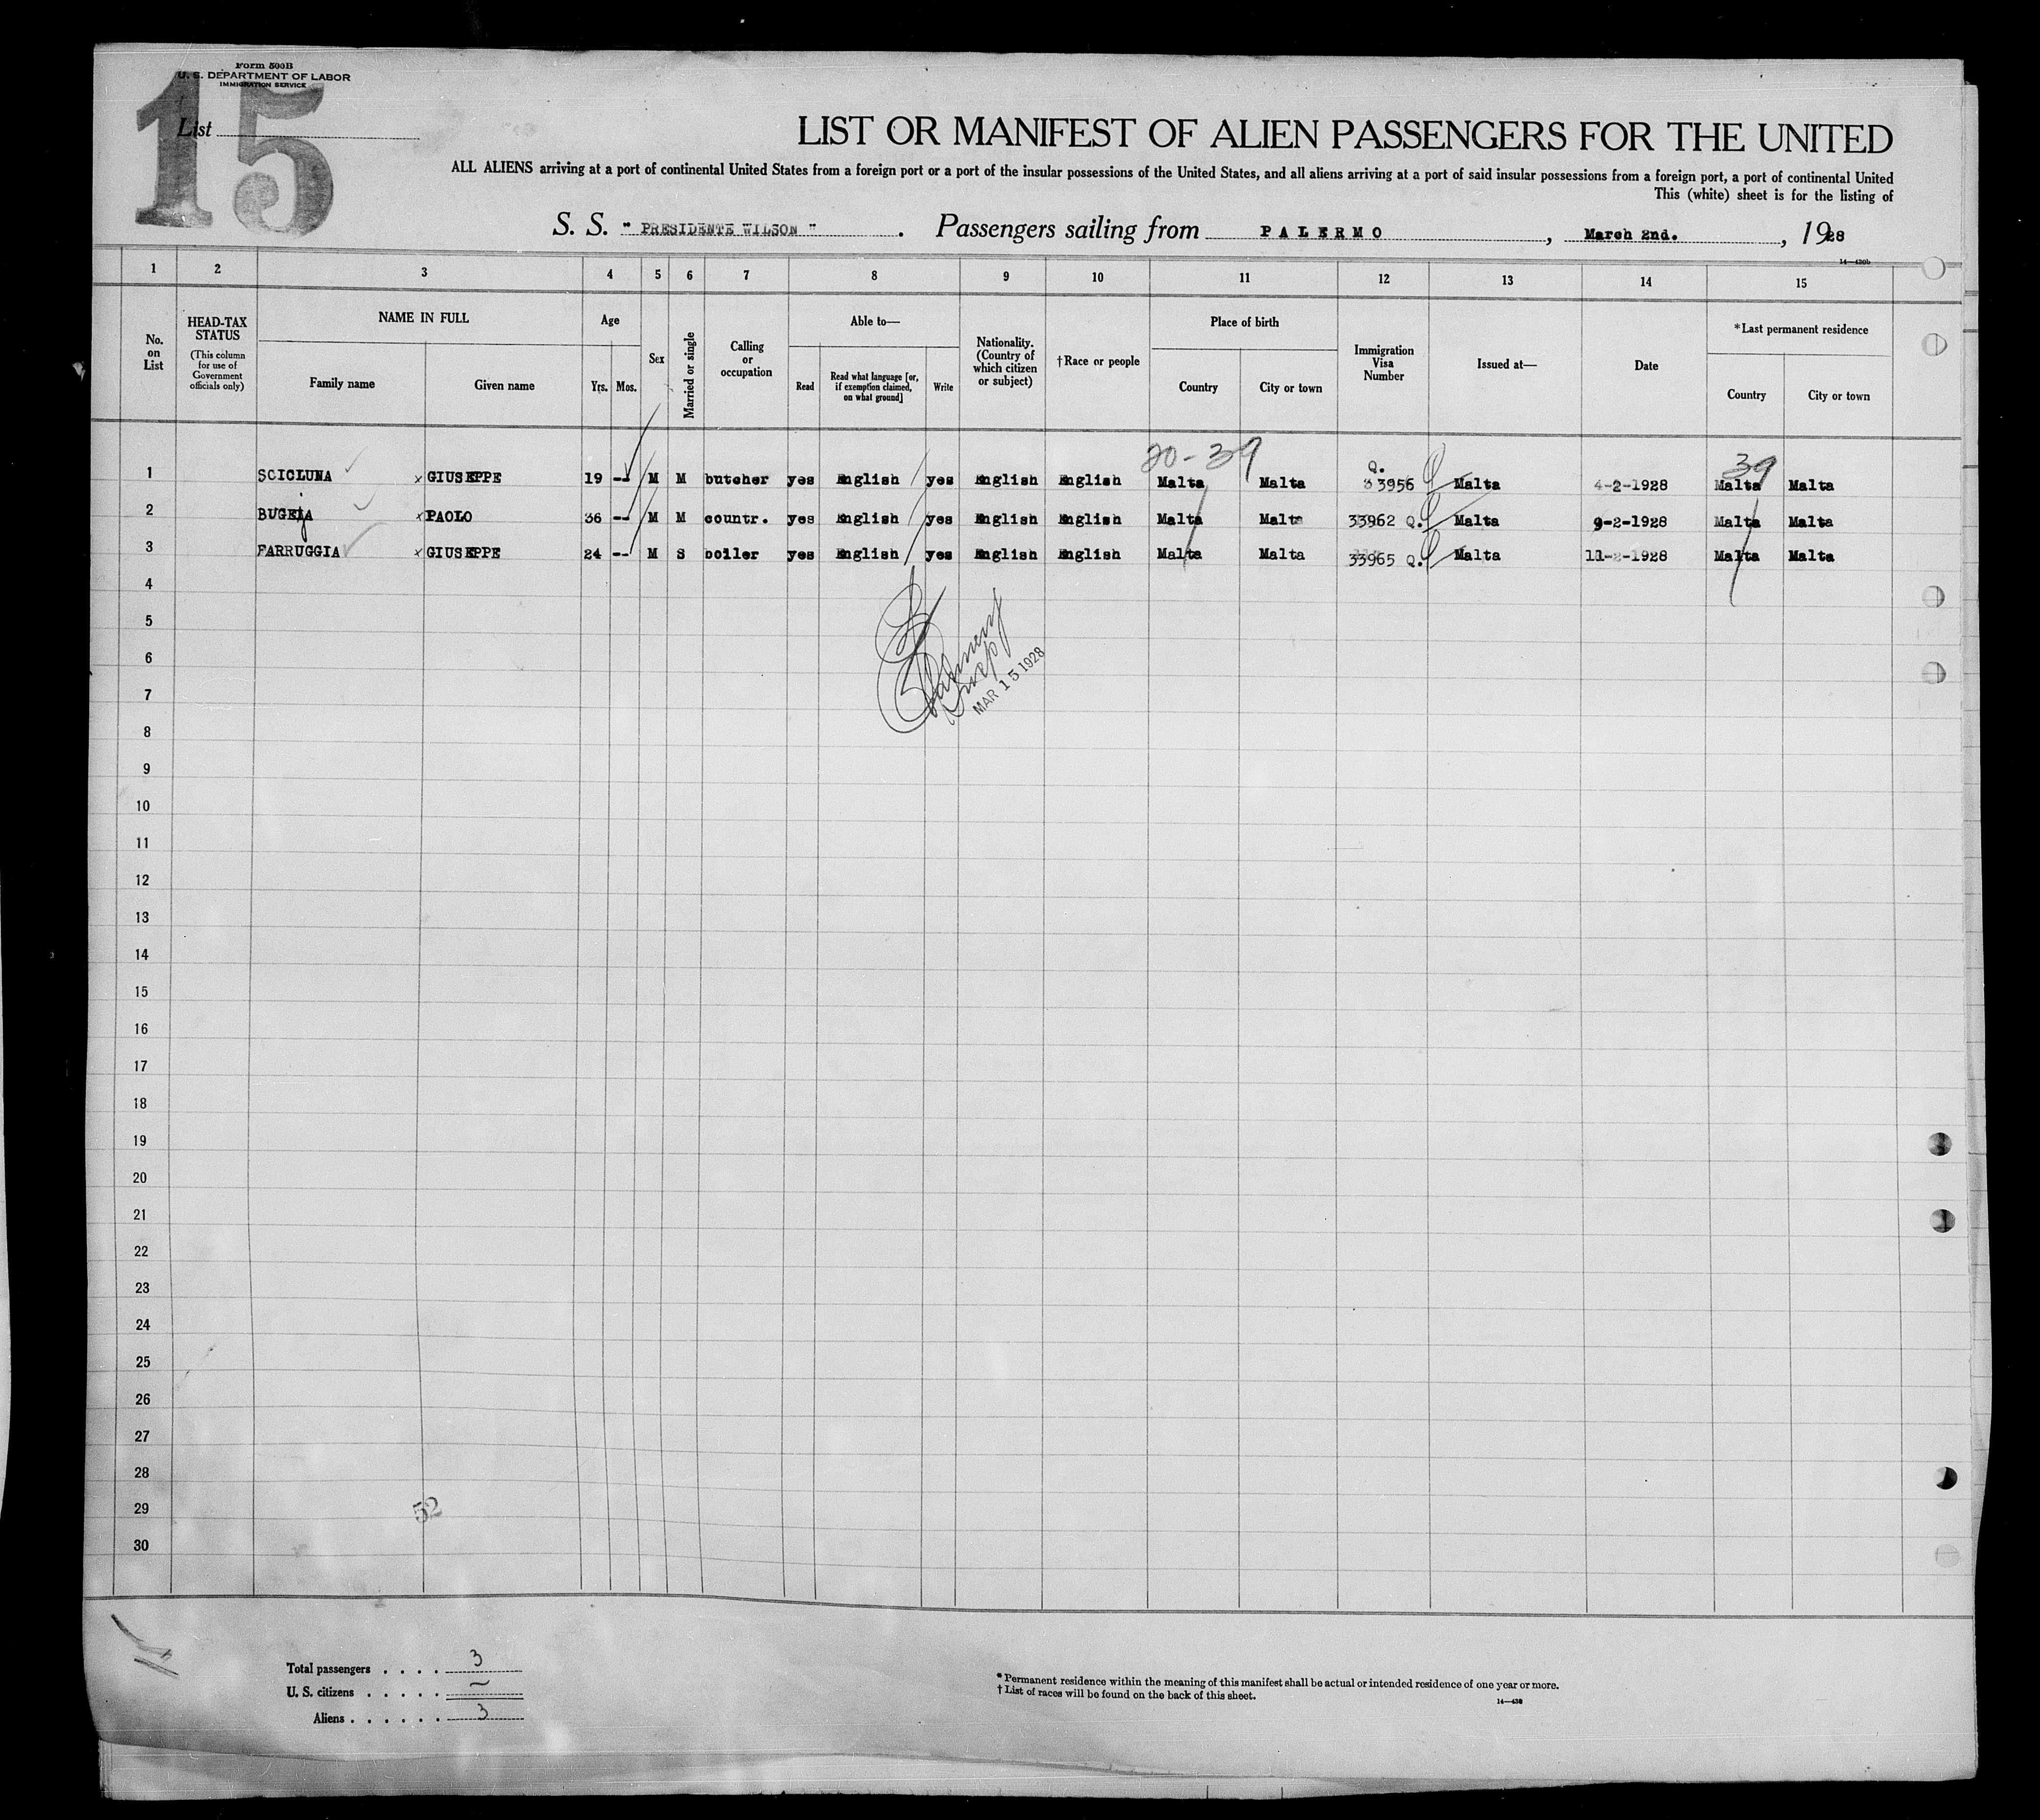 Form 500B
U. S. DEPARTMENT OF LABOR
IMMIGRATION SERVICE
15
List
LIST OR MANIFEST OF ALIEN PASSENGERS FOR THE UNITED
ALL ALIENS arriving at a port of continental United States from a foreign port or a port of the insular possessions of the United States, and all aliens arriving at a port of said insular possessions from a foreign port, a port of continental United
This (white) sheet is for the listing of
S. S. " PRESIDENTE WILSON " . Passengers sailing from PALERMO , March 2nd. , 1928
14—430b
1 2 3 4 5 6 7 8 9 10 11 12 13 14 15
No. on List
HEAD-TAX STATUS (This column for use of Government officials only)
NAME IN FULL
Family name Given name
Age
Yrs. Mos.
Sex
Married or single
Calling or occupation
Able to—
Read Read what language [or, if exemption claimed, on what ground] Write
Nationality. (Country of which citizen or subject)
†Race or people
Place of birth
Country City or town
Immigration Visa Number
Issued at—
Date
*Last permanent residence
Country City or town
20-39 39
1 SCICLUNA x GIUSEPPE 19 -- M M butcher yes English yes English English Malta Malta Q. 33956 Malta 4-2-1928 Malta Malta
2 BUGEJA x PAOLO 36 -- M M countr. yes English yes English English Malta Malta 33962 Q. Malta 9-2-1928 Malta Malta
3 FARRUGGIA x GIUSEPPE 24 -- M S boiler yes English yes English English Malta Malta 33965 Q. Malta 11-2-1928 Malta Malta
4
5
6
MAR 15 1928
7
8
9
10
11
12
13
14
15
16
17
18
19
20
21
22
23
24
25
26
27
28
29
52
30
Total passengers . . . . 3
U. S. citizens . . . . . —
Aliens . . . . . . 3
* Permanent residence within the meaning of this manifest shall be actual or intended residence of one year or more.
† List of races will be found on the back of this sheet.
14—430